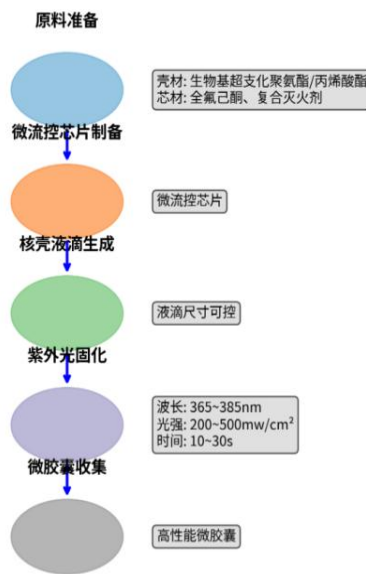 原料准备
壳材: 生物基超支化聚氨酯/丙烯酸酯
芯材: 全氟己酮、复合灭火剂
微流控芯片制备
微流控芯片
核壳液滴生成
液滴尺寸可控
紫外光固化
波长: 365~385nm
光强: 200~500mw/cm²
时间: 10~30s
微胶囊收集
高性能微胶囊